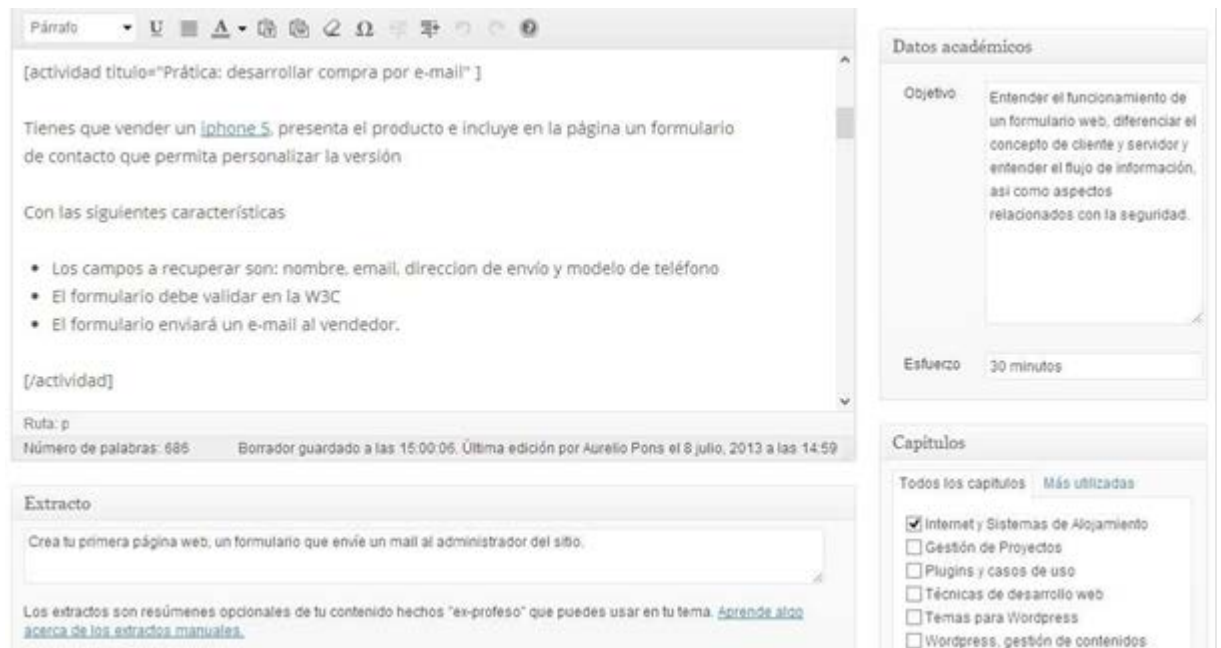 Párrafo
[actividad titulo="Prática: desarrollar compra por e-mail" ]
Tienes que vender un iphone 5, presenta el producto e incluye en la página un formulario
de contacto que permita personalizar la versión
Con las siguientes características
Los campos a recuperar son: nombre, email, direccion de envío y modelo de teléfono
El formulario debe validar en la W3C
El formulario enviará un e-mail al vendedor.
[/actividad]
Ruta: p
Número de palabras: 686 Borrador guardado a las 15:00:06. Última edición por Aurelio Pons el 8 julio, 2013 a las 14:59
Extracto
Crea tu primera página web, un formulario que envíe un mail al administrador del sitio.
Los extractos son resúmenes opcionales de tu contenido hechos "ex-profeso" que puedes usar en tu tema. Aprende algo
acerca de los extractos manuales.
Datos académicos
Objetivo
Entender el funcionamiento de
un formulario web, diferenciar el
concepto de cliente y servidor y
entender el flujo de información,
asi como aspectos
relacionados con la seguridad.
Esfuerzo 30 minutos
Capítulos
Todos los capítulos Más utilizadas
Internet y Sistemas de Alojamiento
Gestión de Proyectos
Plugins y casos de uso
Técnicas de desarrollo web
Temas para Wordpress
Wordpress, gestión de contenidos